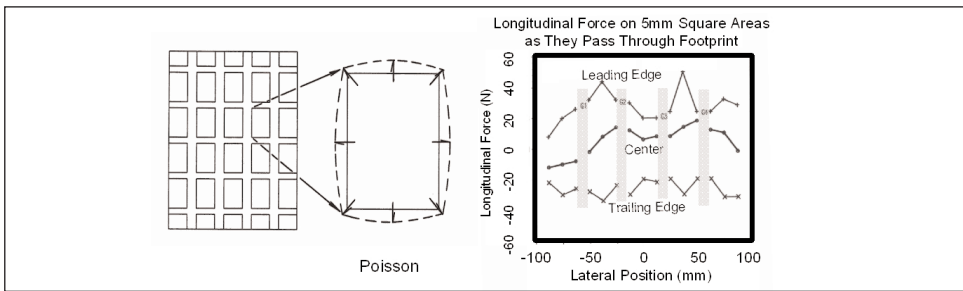 Poisson
Longitudinal Force on 5mm Square Areas
as They Pass Through Footprint
Longitudinal Force (N)
60
40
20
0
-20
-40
-60
Leading Edge
G1
G2
G3
G4
Center
Trailing Edge
-100
-50
0
50
100
Lateral Position (mm)